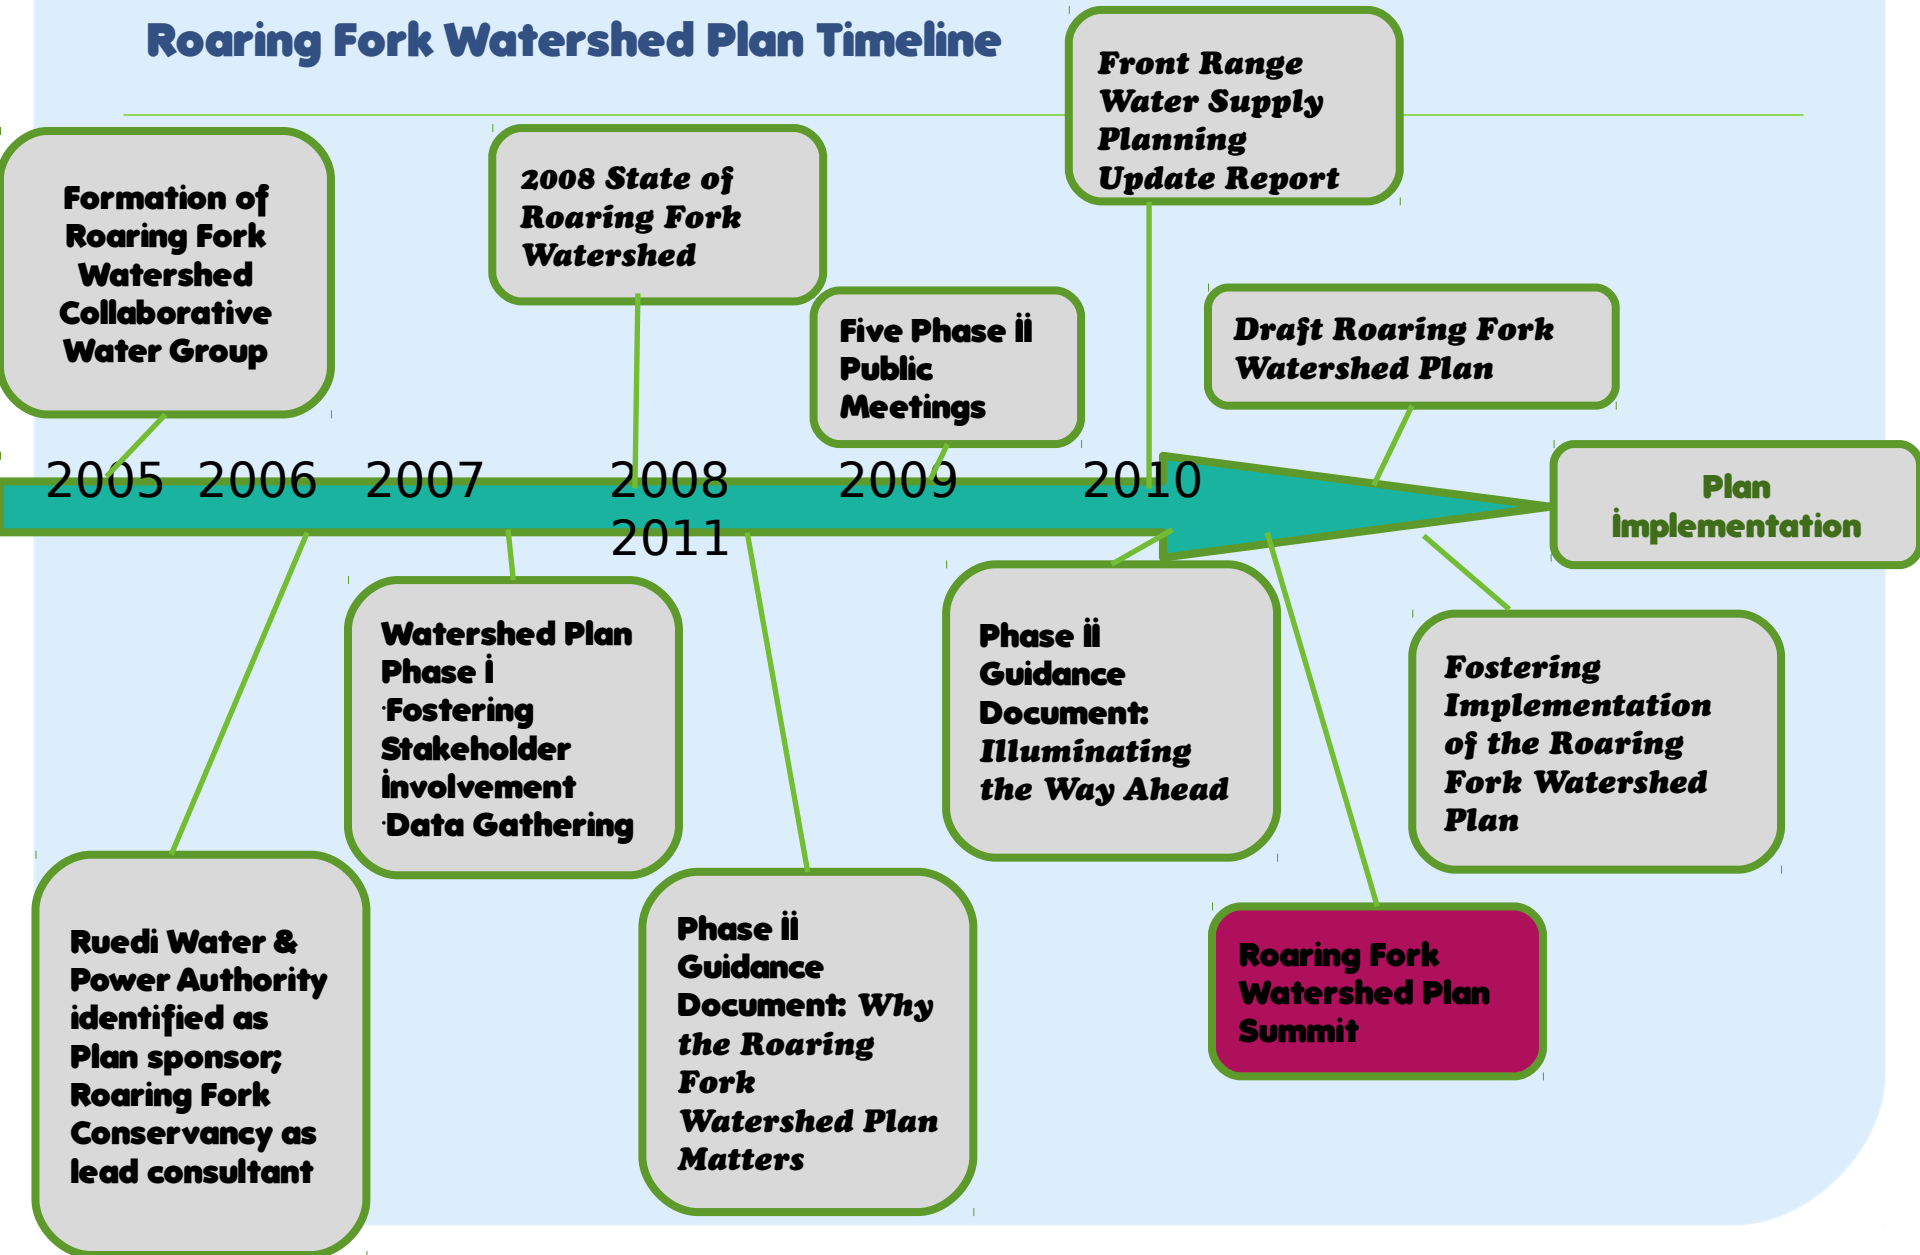 Roaring Fork Watershed Plan Timeline
Front Range
Water Supply
Planning
Update Report
Formation of
Roaring Fork
Watershed
Collaborative
Water Group
2008 State of
Roaring Fork
Watershed
Five Phase II
Public
Meetings
Draft Roaring Fork
Watershed Plan
2005 2006 2007 2008 2009 2010
2011
Plan
Implementation
Watershed Plan
Phase I
·Fostering
Stakeholder
Involvement
·Data Gathering
Phase II
Guidance
Document:
Illuminating
the Way Ahead
Fostering
Implementation
of the Roaring
Fork Watershed
Plan
Ruedi Water &
Power Authority
identified as
Plan sponsor;
Roaring Fork
Conservancy as
lead consultant
Phase II
Guidance
Document: Why
the Roaring
Fork
Watershed Plan
Matters
Roaring Fork
Watershed Plan
Summit